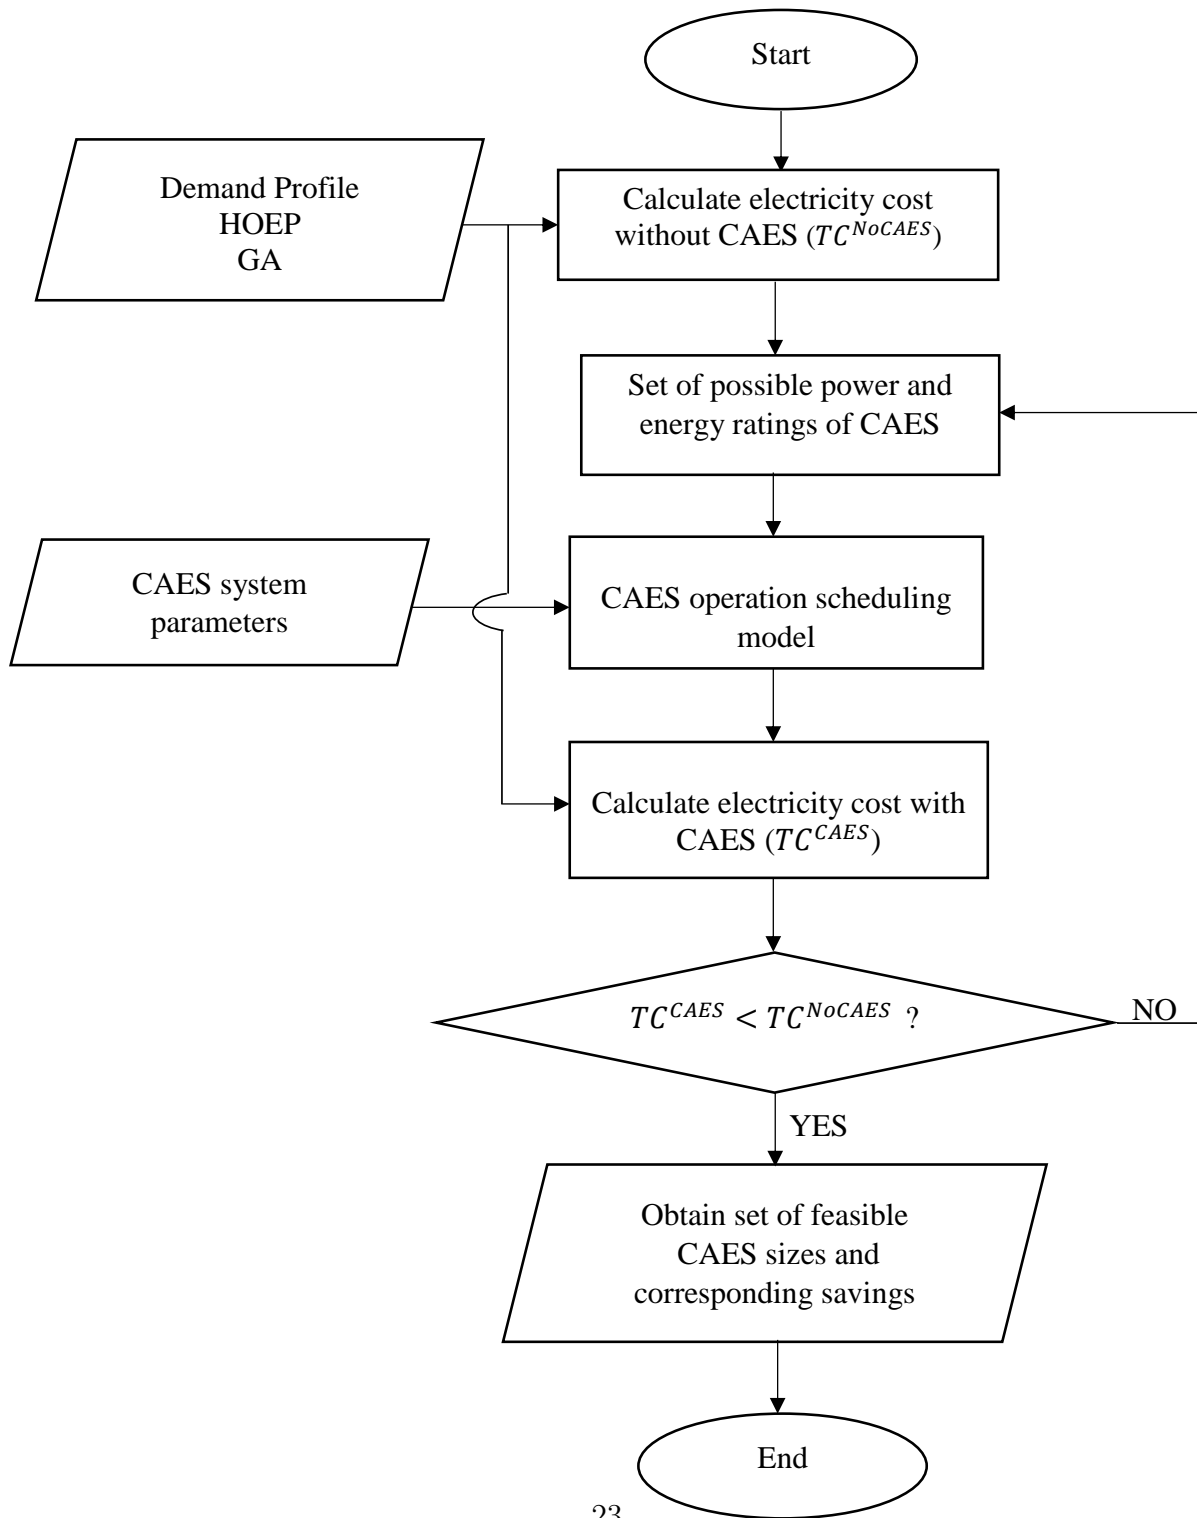 Start
Demand Profile
HOEP
GA
Calculate electricity cost
without CAES (TC^NoCAES)
Set of possible power and
energy ratings of CAES
CAES system
parameters
CAES operation scheduling
model
Calculate electricity cost with
CAES (TC^CAES)
TC^CAES < TC^NoCAES ?
NO
YES
Obtain set of feasible
CAES sizes and
corresponding savings
End
23